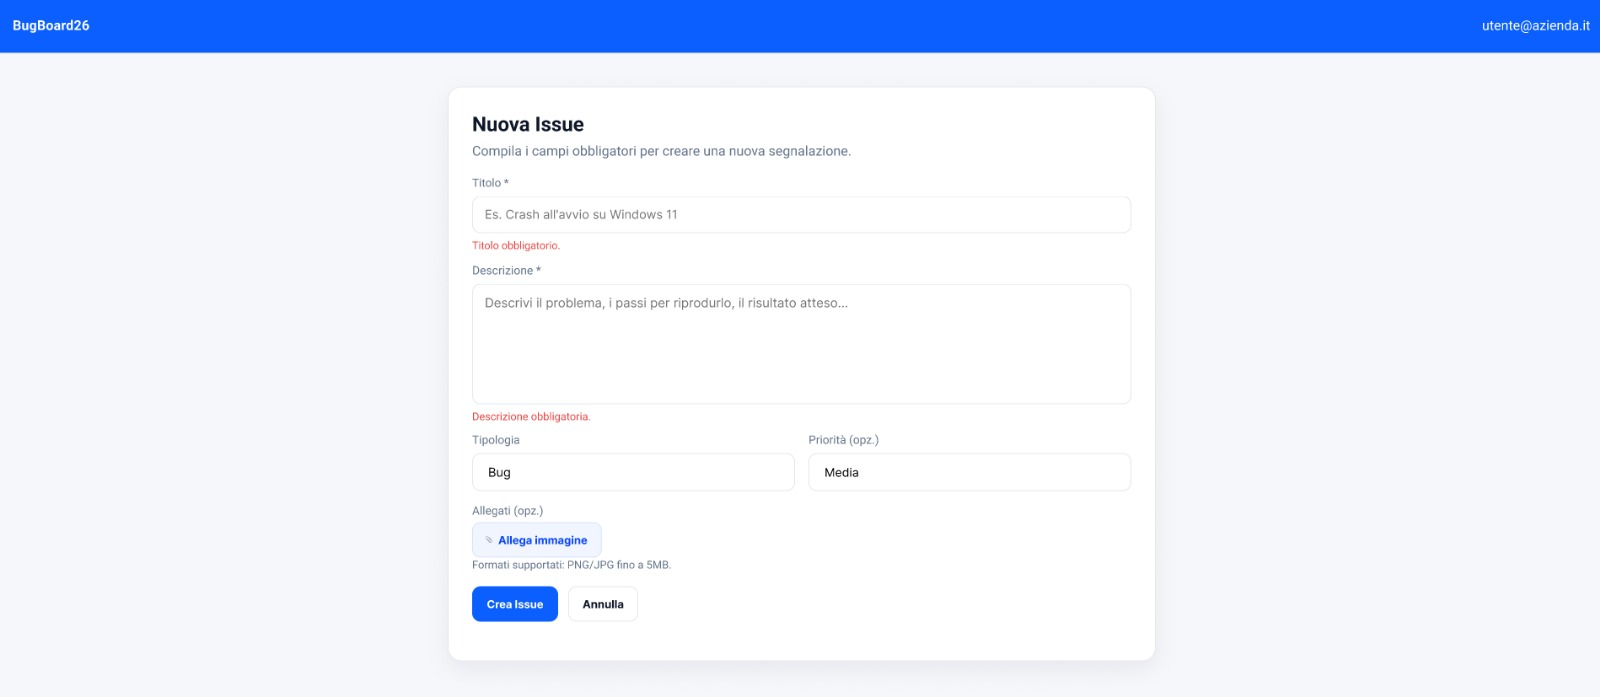 BugBoard26
utente@azienda.it
Nuova Issue
Compila i campi obbligatori per creare una nuova segnalazione.
Titolo *
Es. Crash all'avvio su Windows 11
Titolo obbligatorio.
Descrizione *
Descrivi il problema, i passi per riprodurlo, il risultato atteso...
Descrizione obbligatoria.
Tipologia
Priorità (opz.)
Bug
Media
Allegati (opz.)
Allega immagine
Formati supportati: PNG/JPG fino a 5MB.
Crea Issue
Annulla